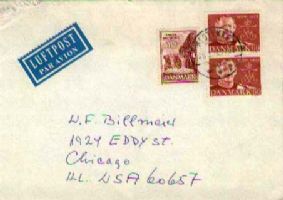 LUFTPOST
PAR AVION
DANMARK
DANMARK
DANMARK
W.F. Billmeier
1924 EDDY ST.
Chicago
ILL. USA 60657